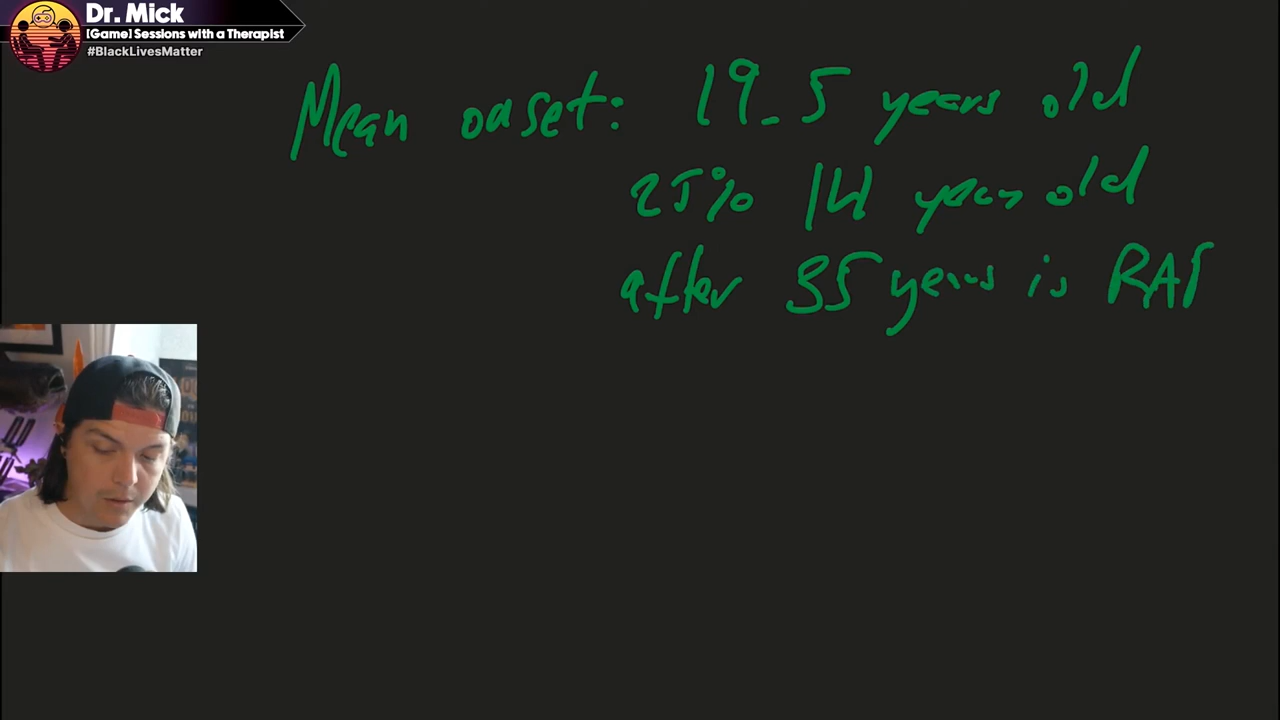 Dr. Mick
[Game] Sessions with a Therapist
#BlackLivesMatter
Mean onset: 19.5 years old
25% 14 years old
after 35 years is RAR